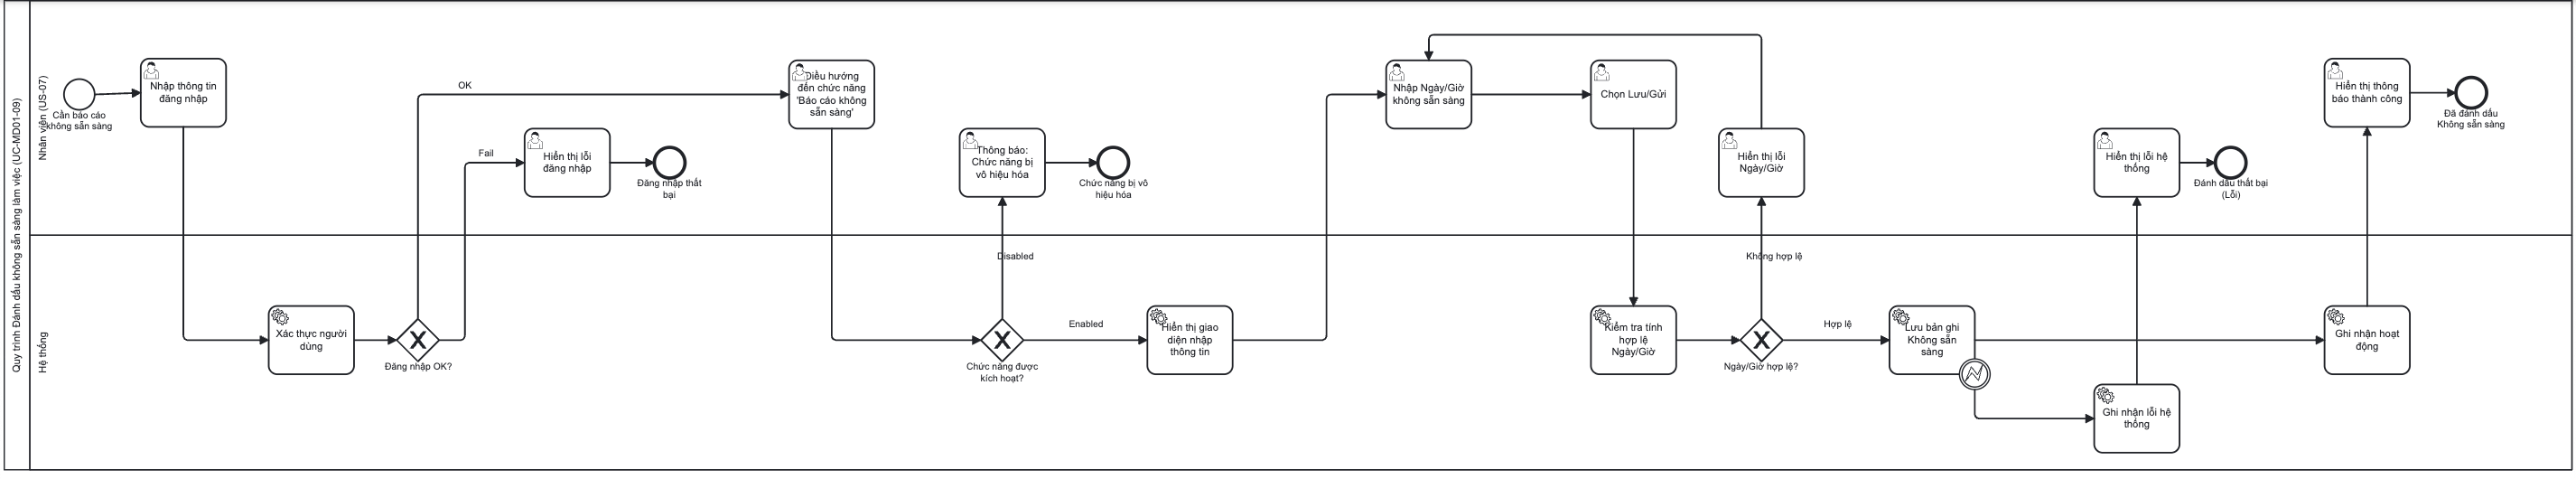 Quy trình Đánh dấu không sẵn sàng làm việc (UC-MD01-09)
Nhân viên (US-07)
Cần báo cáo
không sẵn sàng
Nhập thông tin
đăng nhập
OK
Fail
Hiển thị lỗi
đăng nhập
Đăng nhập thất
bại
Điều hướng
đến chức năng
'Báo cáo không
sẵn sàng'
Thông báo:
Chức năng bị
vô hiệu hóa
Chức năng bị vô
hiệu hóa
Nhập Ngày/Giờ
không sẵn sàng
Chọn Lưu/Gửi
Hiển thị lỗi
Ngày/Giờ
Hiển thị lỗi hệ
thống
Đánh dấu thất bại
(Lỗi)
Hiển thị thông
báo thành công
Đã đánh dấu
Không sẵn sàng
Hệ thống
Xác thực người
dùng
Đăng nhập OK?
Disabled
Chức năng được
kích hoạt?
Enabled
Hiển thị giao
diện nhập
thông tin
Kiểm tra tính
hợp lệ
Ngày/Giờ
Không hợp lệ
Ngày/Giờ hợp lệ?
Hợp lệ
Lưu bản ghi
Không sẵn
sàng
Ghi nhận lỗi hệ
thống
Ghi nhận hoạt
động